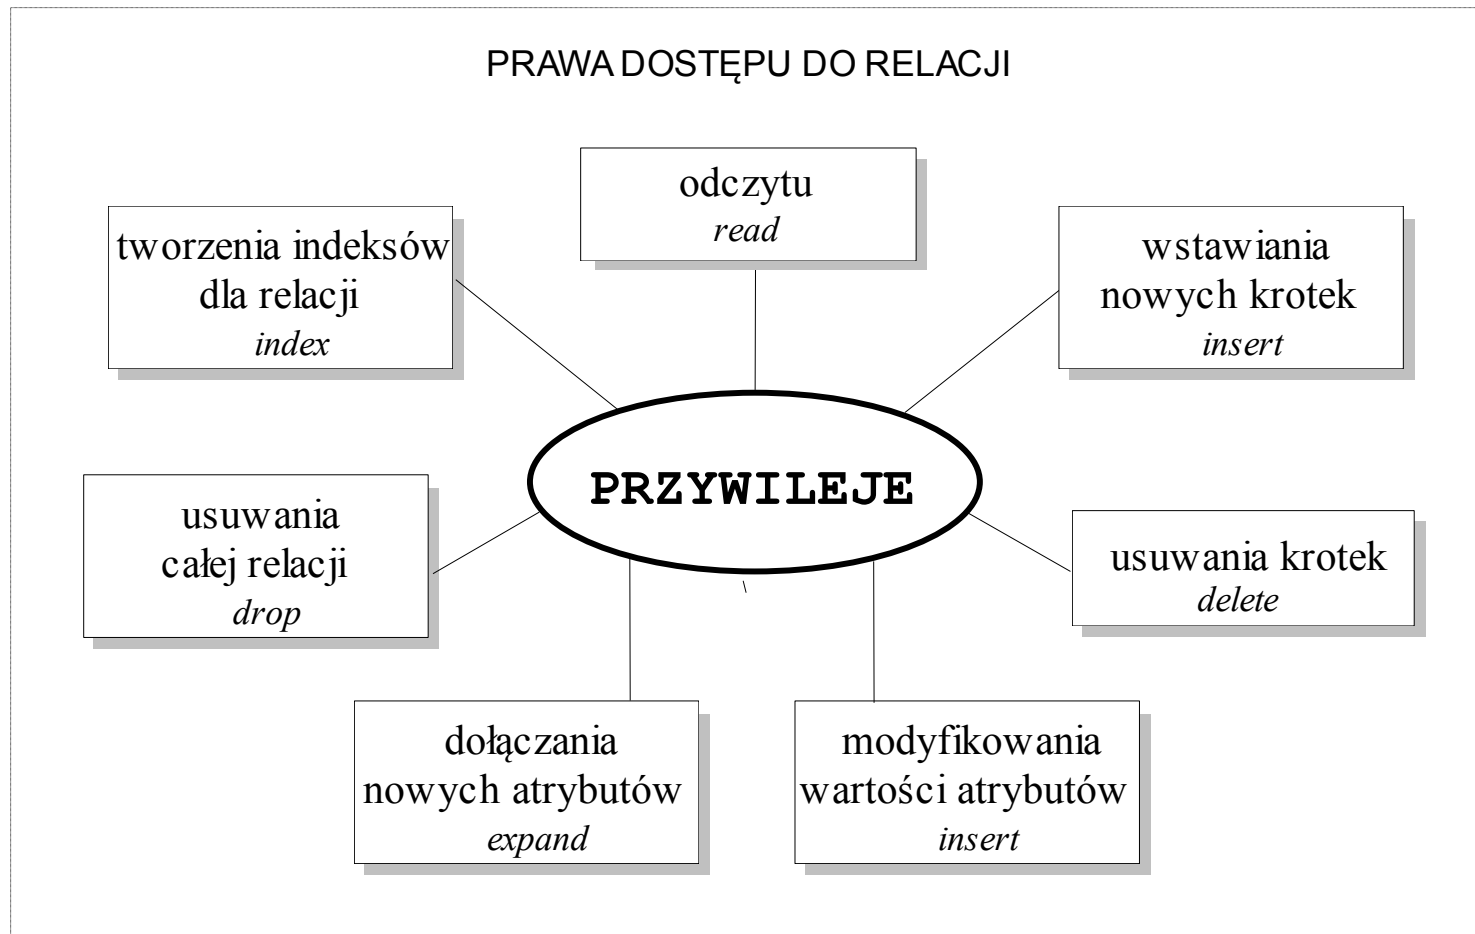 PRAWA DOSTĘPU DO RELACJI
odczytu
read
tworzenia indeksów
dla relacji
index
wstawiania
nowych krotek
insert
PRZYWILEJE
usuwania
całej relacji
drop
usuwania krotek
delete
dołączania
nowych atrybutów
expand
modyfikowania
wartości atrybutów
insert